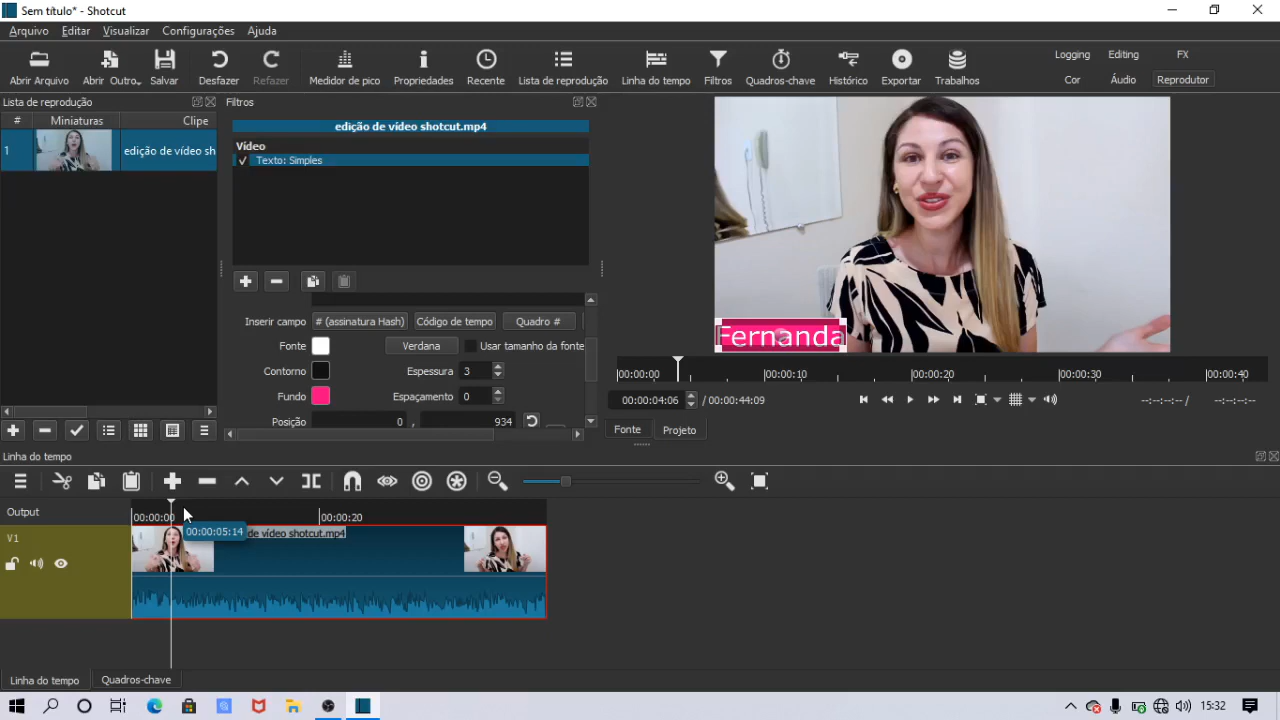 Sem título* - Shotcut
Arquivo Editar Visualizar Configurações Ajuda
Abrir Arquivo Abrir Outro... Salvar Desfazer Refazer Medidor de pico Propriedades Recente Lista de reprodução Linha do tempo Filtros Quadros-chave Histórico Exportar Trabalhos
Logging Editing FX
Cor Áudio Reprodutor
Lista de reprodução
# Miniaturas Clipe
1 edição de vídeo sh
Filtros
edição de vídeo shotcut.mp4
Vídeo
Texto: Simples
Inserir campo # (assinatura Hash) Código de tempo Quadro #
Fonte Verdana Usar tamanho da fonte
Contorno Espessura 3
Fundo Espaçamento 0
Posição 0 , 934
Fernanda
00:00:00 00:00:10 00:00:20 00:00:30 00:00:40
00:00:04:06 / 00:00:44:09 --:--:--:-- / --:--:--:--
Fonte Projeto
Linha do tempo
Output
00:00:00 00:00:20
00:00:05:14
V1
de vídeo shotcut.mp4
Linha do tempo Quadros-chave
15:32